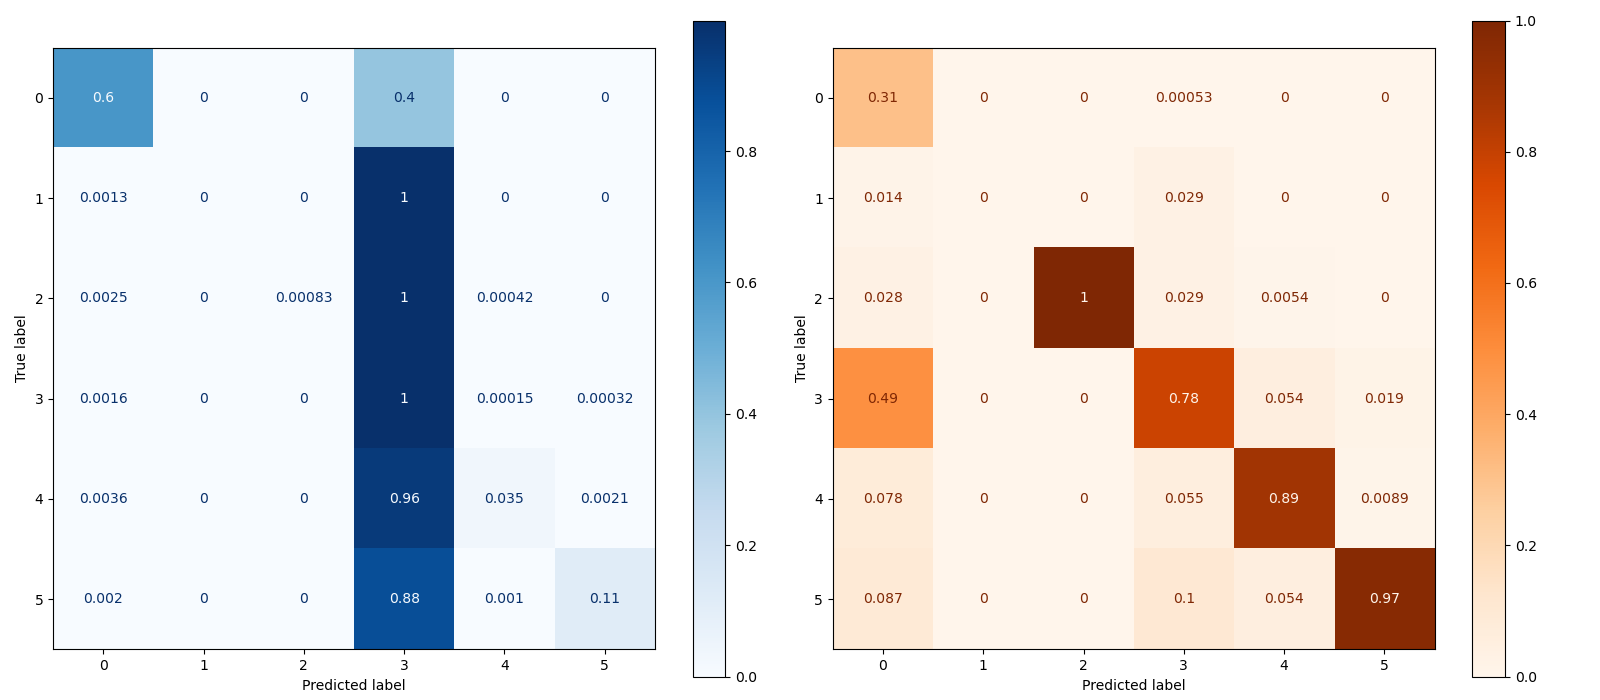 0 0.6 0 0 0.4 0 0
1 0.0013 0 0 1 0 0
2 0.0025 0 0.00083 1 0.00042 0
3 0.0016 0 0 1 0.00015 0.00032
4 0.0036 0 0 0.96 0.035 0.0021
5 0.002 0 0 0.88 0.001 0.11
0 1 2 3 4 5
Predicted label
True label
0.8
0.6
0.4
0.2
0.0
0 0.31 0 0 0.00053 0 0
1 0.014 0 0 0.029 0 0
2 0.028 0 1 0.029 0.0054 0
3 0.49 0 0 0.78 0.054 0.019
4 0.078 0 0 0.055 0.89 0.0089
5 0.087 0 0 0.1 0.054 0.97
0 1 2 3 4 5
Predicted label
True label
1.0
0.8
0.6
0.4
0.2
0.0